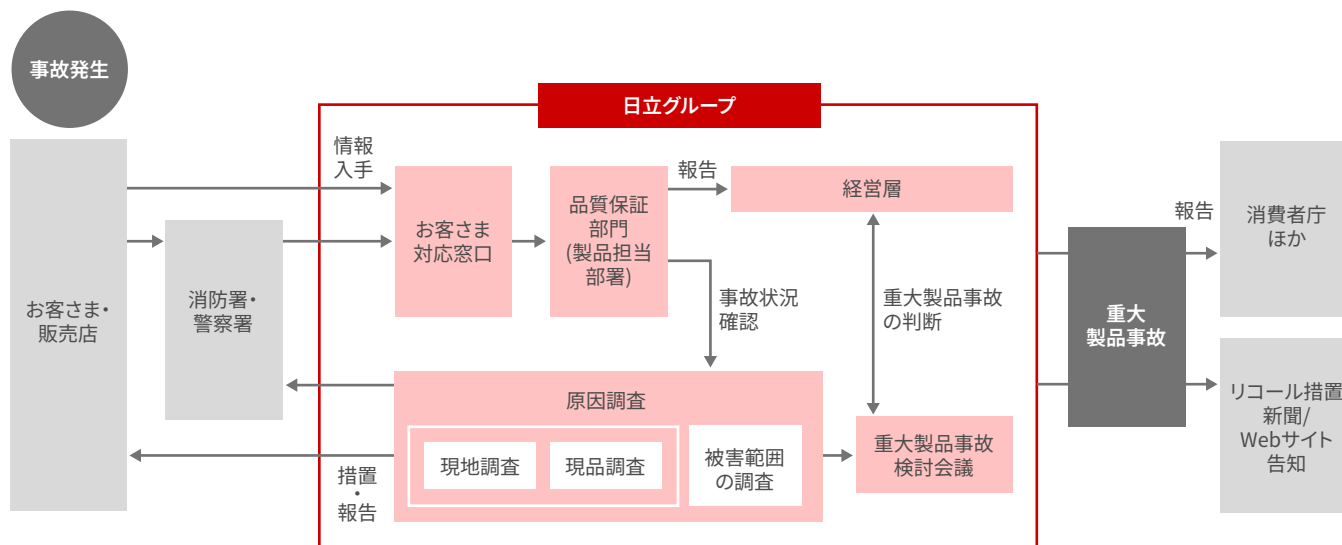 事故発生
日立グループ
情報
入手
お客さま・
販売店
消防署・
警察署
お客さま
対応窓口
品質保証
部門
(製品担当
部署)
報告
経営層
事故状況
確認
重大製品事故
の判断
原因調査
現地調査
現品調査
被害範囲
の調査
重大製品事故
検討会議
措置
・
報告
重大
製品事故
報告
消費者庁
ほか
リコール措置
新聞/
Webサイト
告知